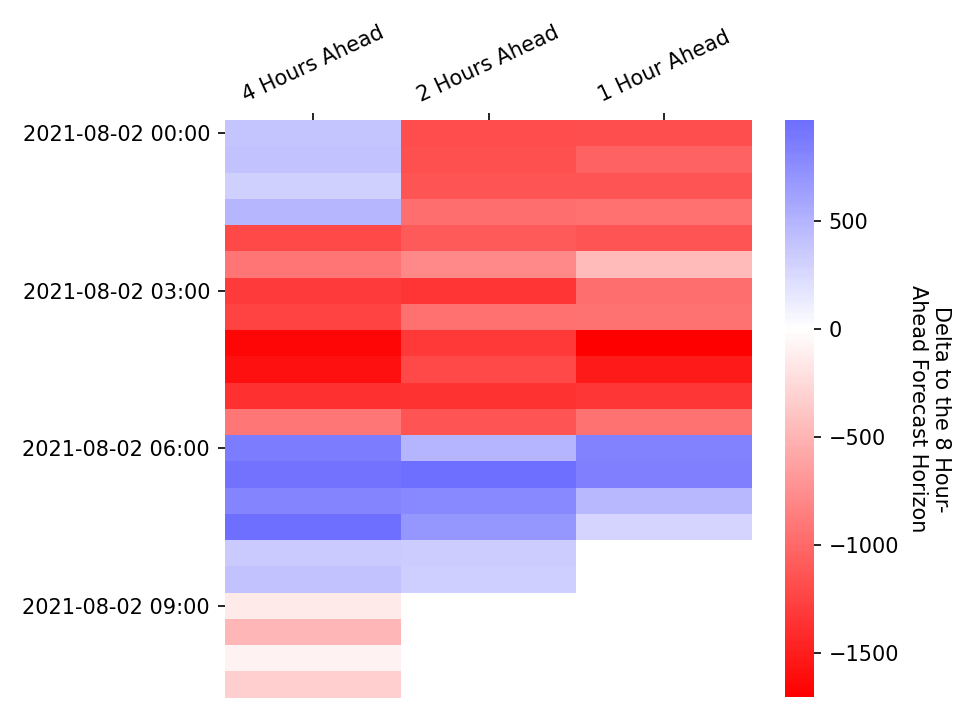 4 Hours Ahead
2 Hours Ahead
1 Hour Ahead
2021-08-02 00:00
2021-08-02 03:00
2021-08-02 06:00
2021-08-02 09:00
500
0
−500
−1000
−1500
Delta to the 8 Hour-
Ahead Forecast Horizon